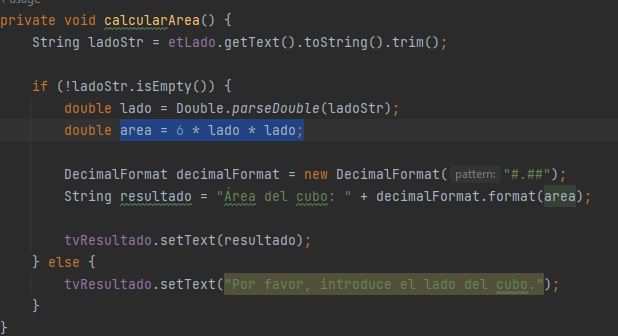 1 usage
private void calcularArea() {
String ladoStr = etLado.getText().toString().trim();
if (!ladoStr.isEmpty()) {
double lado = Double.parseDouble(ladoStr);
double area = 6 * lado * lado;
DecimalFormat decimalFormat = new DecimalFormat( pattern: "#.##");
String resultado = "Área del cubo: " + decimalFormat.format(area);
tvResultado.setText(resultado);
} else {
tvResultado.setText("Por favor, introduce el lado del cubo.");
}
}